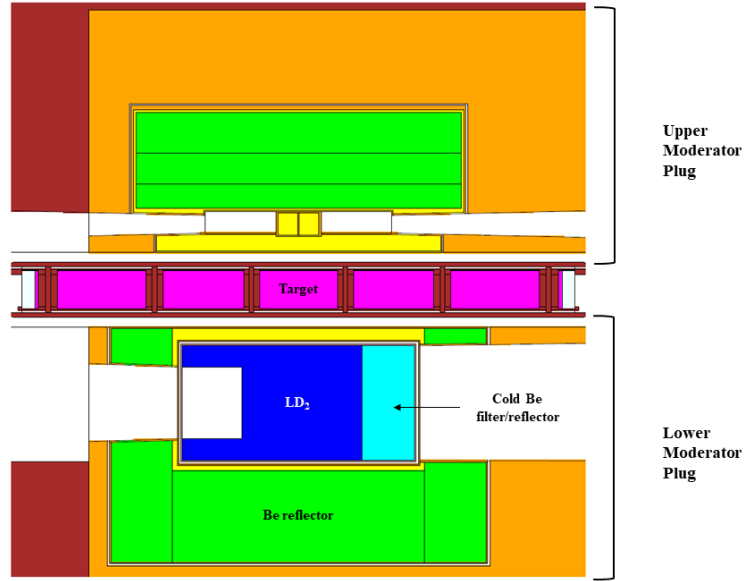 Upper
Moderator
Plug
Target
LD₂
Cold Be
filter/reflector
Lower
Moderator
Plug
Be reflector